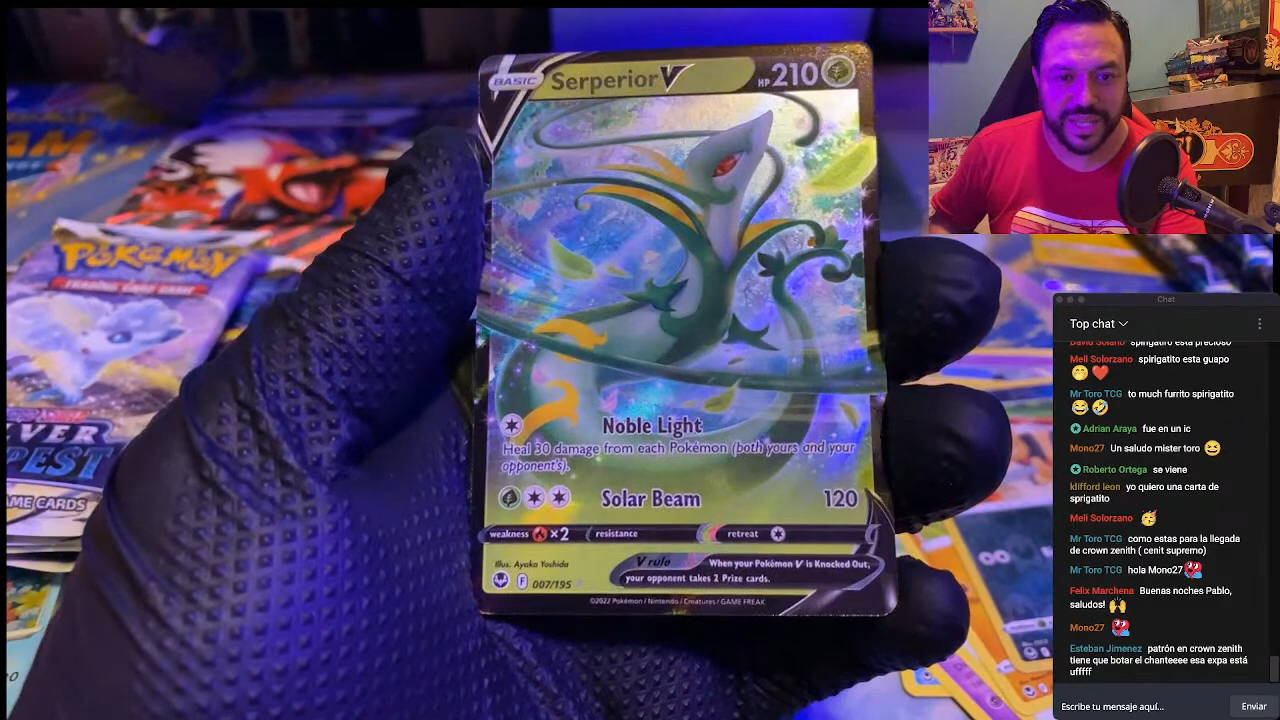 BASIC Serperior V HP 210
Noble Light
Heal 30 damage from each Pokémon (both yours and your
opponent's).
Solar Beam 120
weakness ×2 resistance retreat
Illus. Ayaka Yoshida
V rule When your Pokémon V is Knocked Out,
your opponent takes 2 Prize cards.
F 007/195
©2022 Pokémon / Nintendo / Creatures / GAME FREAK
POKÉMON
TRADING CARD GAME
GAME CARDS
Chat
Top chat
David Solano spirigatiro esta precioso
Meli Solorzano spirigatito esta guapo
🤭❤️
Mr Toro TCG to much furrito spirigatito
😂🤣
Adrian Araya fue en un ic
Mono27 Un saludo mister toro 😆
Roberto Ortega se viene
klifford leon yo quiero una carta de
sprigatito
Meli Solorzano 🥳
Mr Toro TCG como estas para la llegada
de crown zenith ( cenit supremo)
Mr Toro TCG hola Mono27
Felix Marchena Buenas noches Pablo,
saludos! 🙌
Mono27
Esteban Jimenez patrón en crown zenith
tiene que botar el chanteeee esa expa está
uffff
Escribe tu mensaje aquí...
Enviar